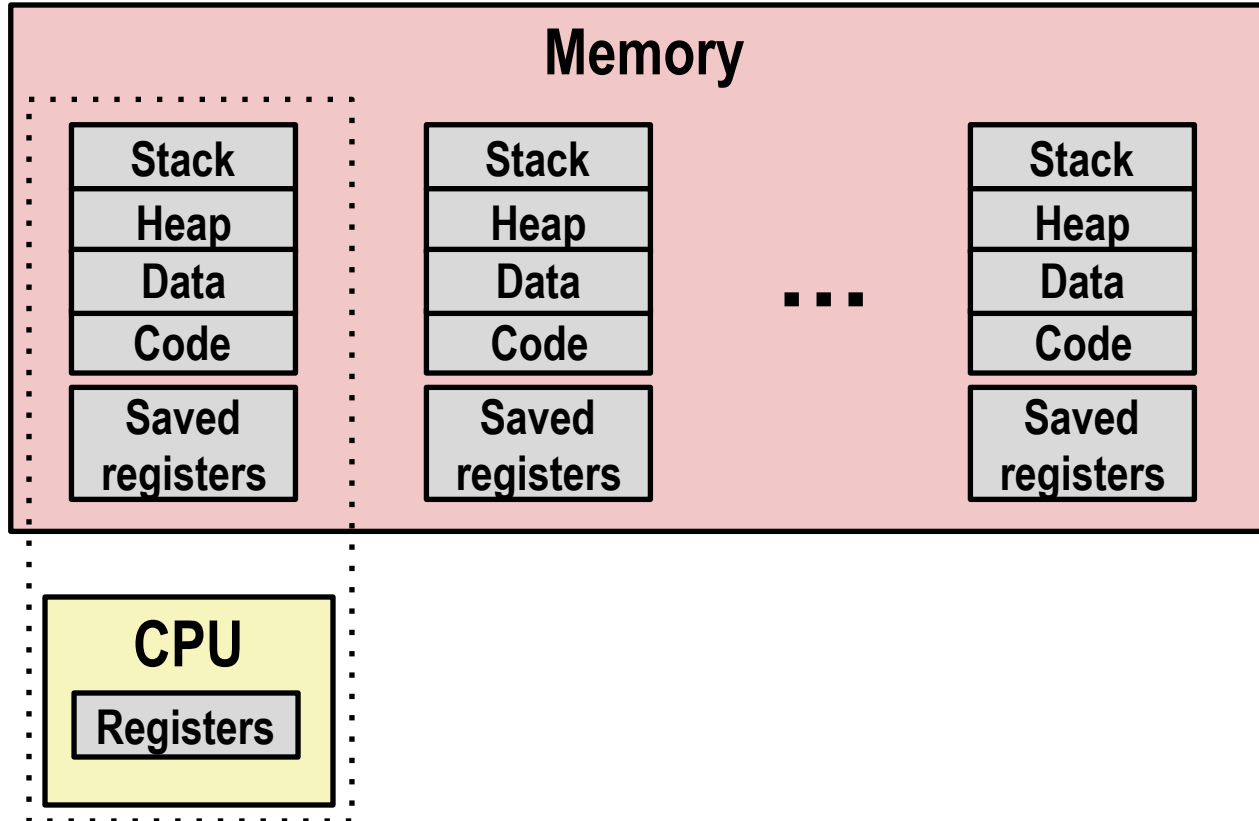 Memory
Stack
Heap
Data
Code
Saved
registers
Stack
Heap
Data
Code
Saved
registers
...
Stack
Heap
Data
Code
Saved
registers
CPU
Registers